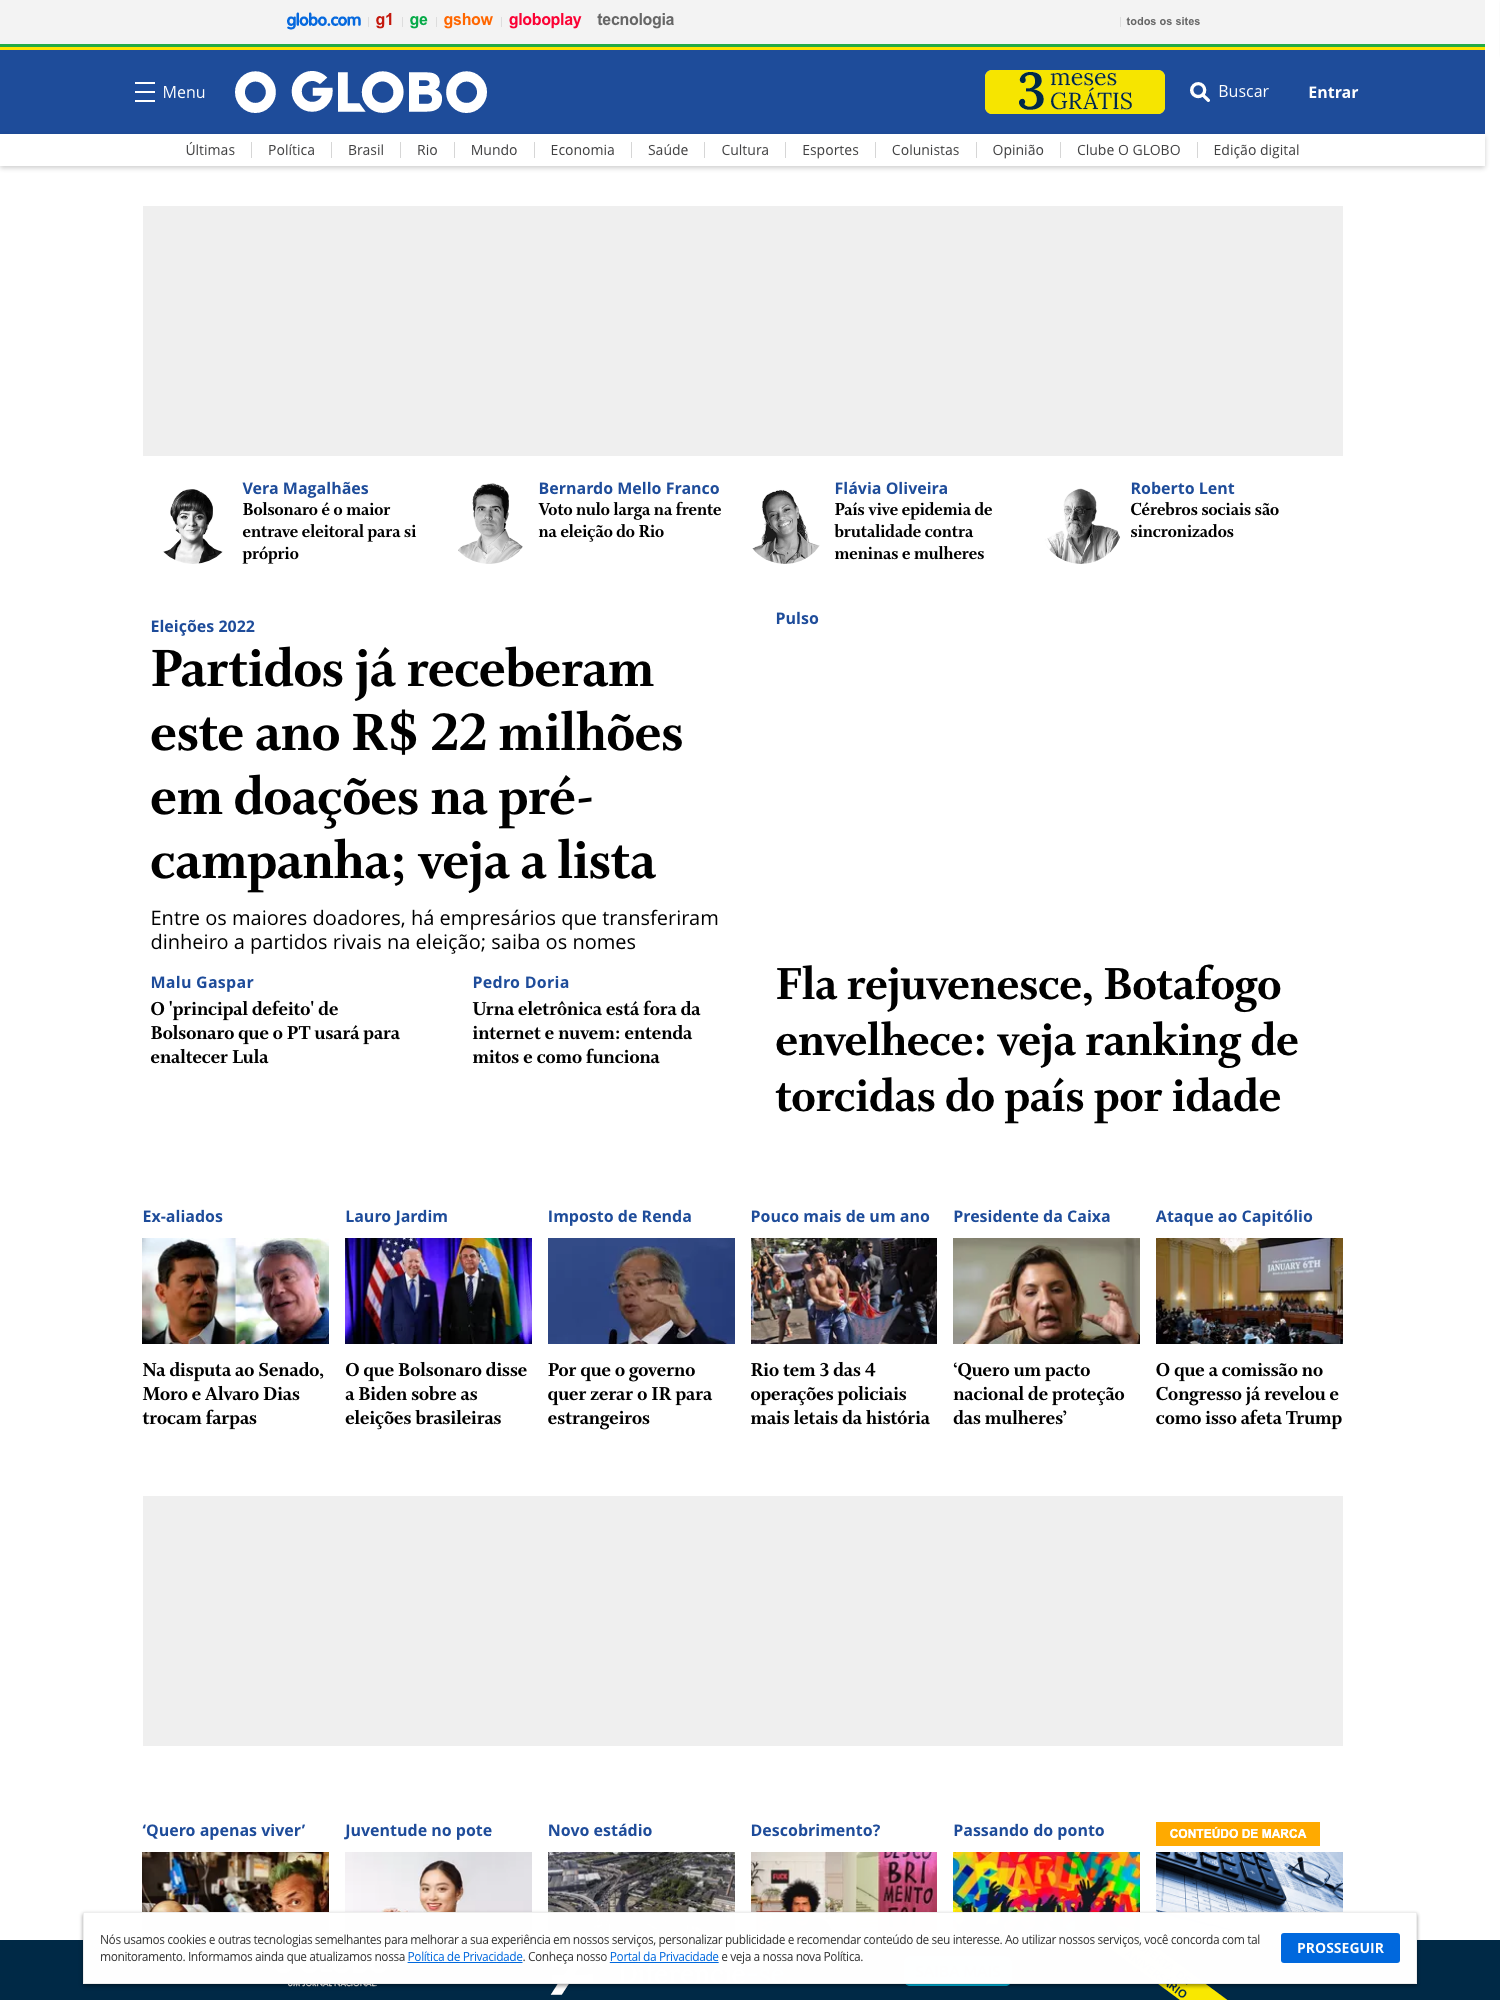 globo.com g1 ge gshow globoplay tecnologia todos os sites
Menu O GLOBO 3 meses GRÁTIS Buscar Entrar
Últimas Política Brasil Rio Mundo Economia Saúde Cultura Esportes Colunistas Opinião Clube O GLOBO Edição digital
Vera Magalhães
Bolsonaro é o maior
entrave eleitoral para si
próprio
Bernardo Mello Franco
Voto nulo larga na frente
na eleição do Rio
Flávia Oliveira
País vive epidemia de
brutalidade contra
meninas e mulheres
Roberto Lent
Cérebros sociais são
sincronizados
Eleições 2022
Partidos já receberam
este ano R$ 22 milhões
em doações na pré-
campanha; veja a lista
Entre os maiores doadores, há empresários que transferiram
dinheiro a partidos rivais na eleição; saiba os nomes
Malu Gaspar
O 'principal defeito' de
Bolsonaro que o PT usará para
enaltecer Lula
Pedro Doria
Urna eletrônica está fora da
internet e nuvem: entenda
mitos e como funciona
Pulso
Fla rejuvenesce, Botafogo
envelhece: veja ranking de
torcidas do país por idade
Ex-aliados
Na disputa ao Senado,
Moro e Alvaro Dias
trocam farpas
Lauro Jardim
O que Bolsonaro disse
a Biden sobre as
eleições brasileiras
Imposto de Renda
Por que o governo
quer zerar o IR para
estrangeiros
Pouco mais de um ano
Rio tem 3 das 4
operações policiais
mais letais da história
Presidente da Caixa
‘Quero um pacto
nacional de proteção
das mulheres’
Ataque ao Capitólio
JANUARY 6TH
O que a comissão no
Congresso já revelou e
como isso afeta Trump
‘Quero apenas viver’
Juventude no pote
Novo estádio
Descobrimento?
BRI
MENTO
Passando do ponto
CONTEÚDO DE MARCA
Nós usamos cookies e outras tecnologias semelhantes para melhorar a sua experiência em nossos serviços, personalizar publicidade e recomendar conteúdo de seu interesse. Ao utilizar nossos serviços, você concorda com tal
monitoramento. Informamos ainda que atualizamos nossa Política de Privacidade. Conheça nosso Portal da Privacidade e veja a nossa nova Política.
PROSSEGUIR